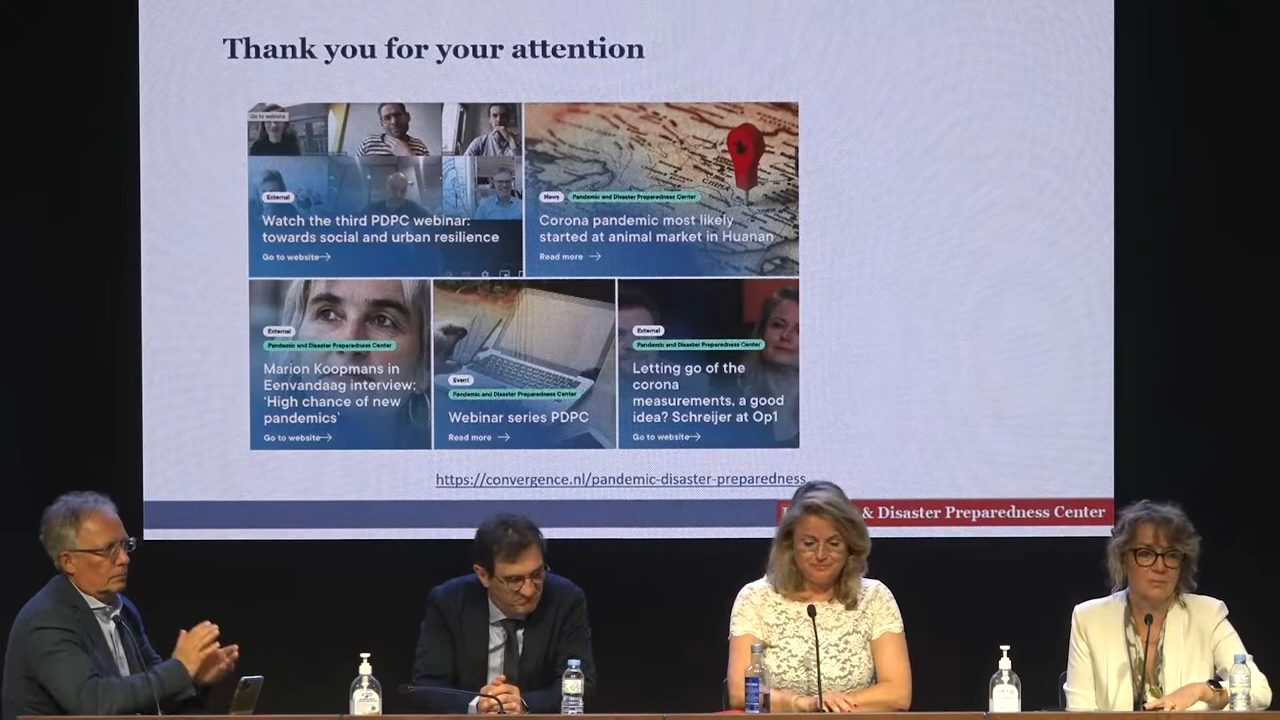 Thank you for your attention
Go to website
External
Watch the third PDPC webinar:
towards social and urban resilience
Go to website
News
Pandemic and Disaster Preparedness Center
Corona pandemic most likely
started at animal market in Huanan
Read more
CHINA
External
Pandemic and Disaster Preparedness Center
Marion Koopmans in
Eenvandaag interview:
'High chance of new
pandemics'
Go to website
Event
Pandemic and Disaster Preparedness Center
Webinar series PDPC
Read more
External
Pandemic and Disaster Preparedness Center
Letting go of the
corona
measurements, a good
idea? Schreijer at Op1
Go to website
https://convergence.nl/pandemic-disaster-preparedness
& Disaster Preparedness Center